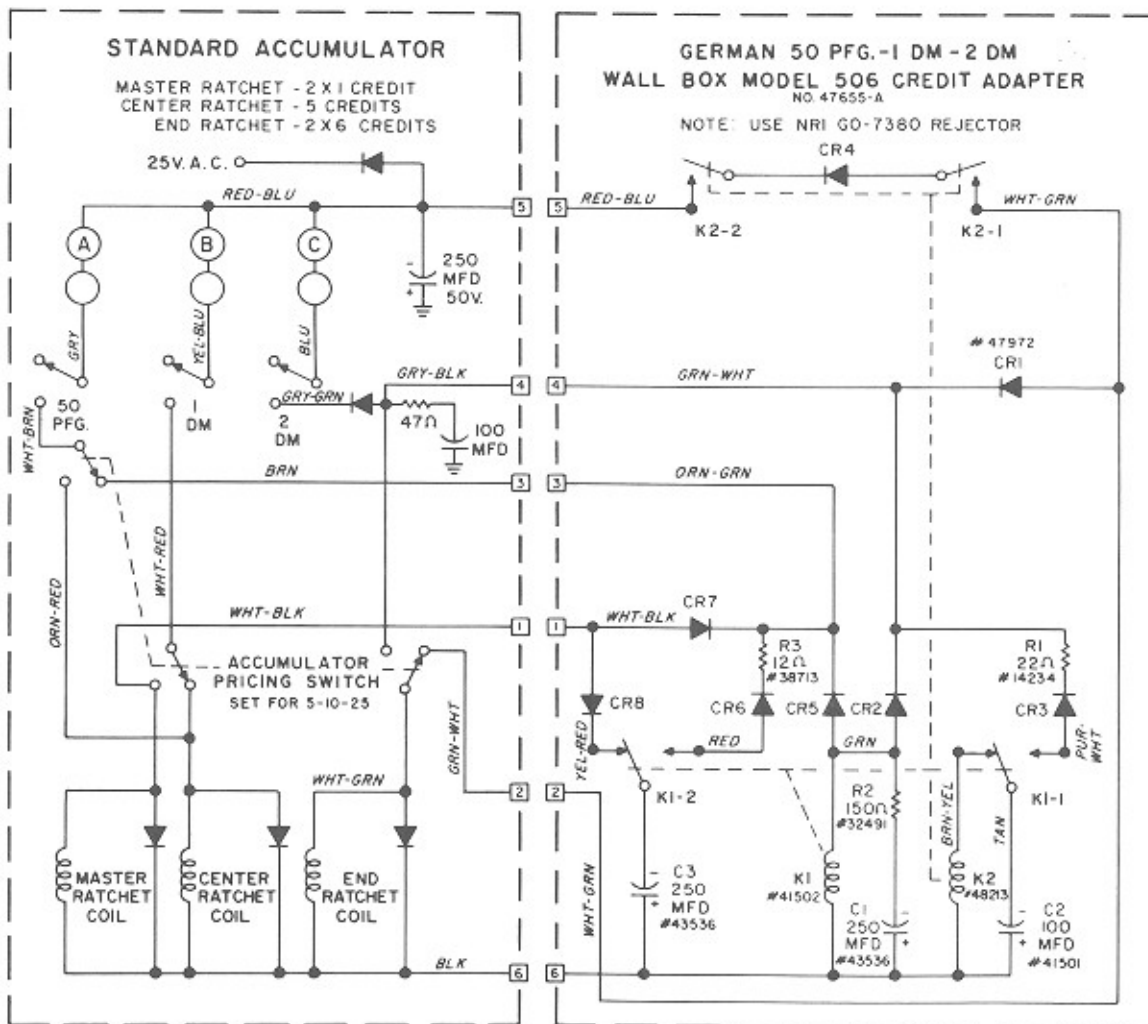 STANDARD ACCUMULATOR
MASTER RATCHET - 2 X 1 CREDIT
CENTER RATCHET - 5 CREDITS
END RATCHET - 2 X 6 CREDITS
25V. A.C.
RED-BLU
5
A
B
C
-
250
MFD
+
50V.
GRY
YEL-BLU
BLU
GRY-BLK
4
GRY-GRN
WHT-BRN
50
PFG.
1
DM
2
DM
47Ω
100
MFD
BRN
3
WHT-RED
ORN-RED
WHT-BLK
1
ACCUMULATOR
PRICING SWITCH
SET FOR 5-10-25
GRN-WHT
WHT-GRN
2
MASTER
RATCHET
COIL
CENTER
RATCHET
COIL
END
RATCHET
COIL
BLK
6
GERMAN 50 PFG.-1 DM-2 DM
WALL BOX MODEL 506 CREDIT ADAPTER
NO. 47655-A
NOTE: USE NRI GO-7380 REJECTOR
CR4
5
RED-BLU
WHT-GRN
K2-2
K2-1
# 47972
CR1
4
GRN-WHT
3
ORN-GRN
1
WHT-BLK
CR7
R3
12Ω
#38713
R1
22Ω
#14234
CR8
CR6
CR5
CR2
CR3
YEL-RED
RED
GRN
PUR-
WHT
2
K1-2
R2
150Ω
#32491
BRN-YEL
K1-1
TAN
WHT-GRN
C3
-
250
MFD
+
#43536
K1
#41502
C1
-
250
MFD
+
#43536
K2
#48213
C2
-
100
MFD
+
#41501
6